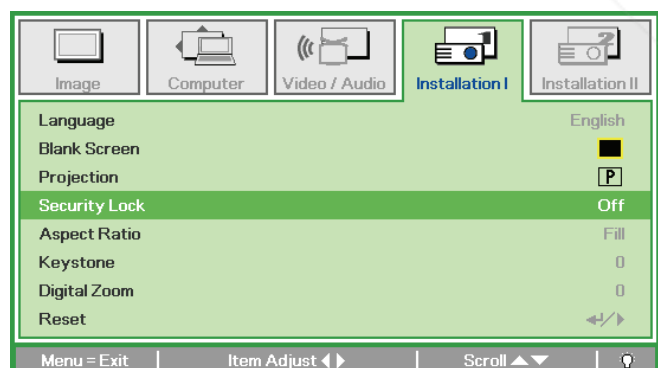 Image
Computer
Video / Audio
Installation I
Installation II
Language English
Blank Screen
Projection P
Security Lock Off
Aspect Ratio Fill
Keystone 0
Digital Zoom 0
Reset
Menu = Exit Item Adjust Scroll